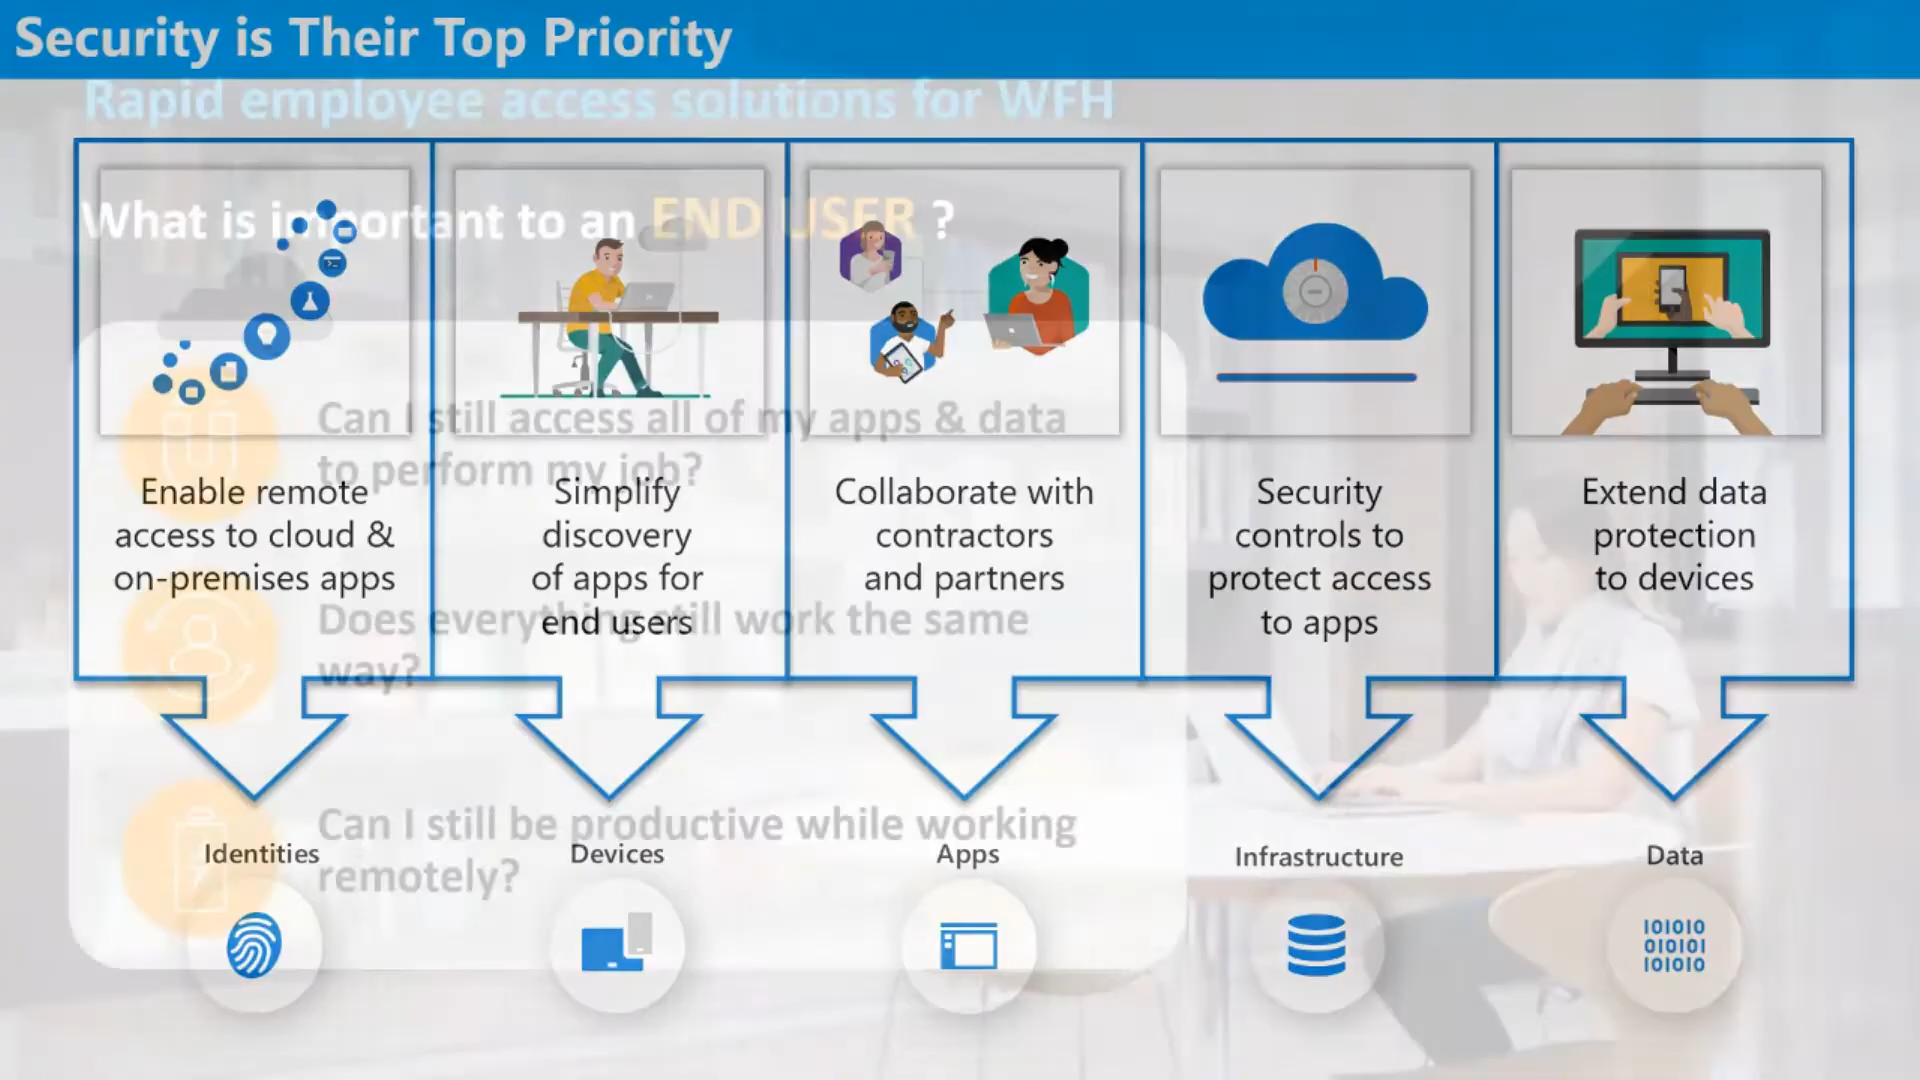 Security is Their Top Priority
Rapid employee access solutions for WFH
What is important to an END USER ?
Can I still access all of my apps & data
to perform my job?
Does everything still work the same
way?
Can I still be productive while working
remotely?
Enable remote
access to cloud &
on-premises apps
Simplify
discovery
of apps for
end users
Collaborate with
contractors
and partners
Security
controls to
protect access
to apps
Extend data
protection
to devices
Identities
Devices
Apps
Infrastructure
Data
101010
010101
101010